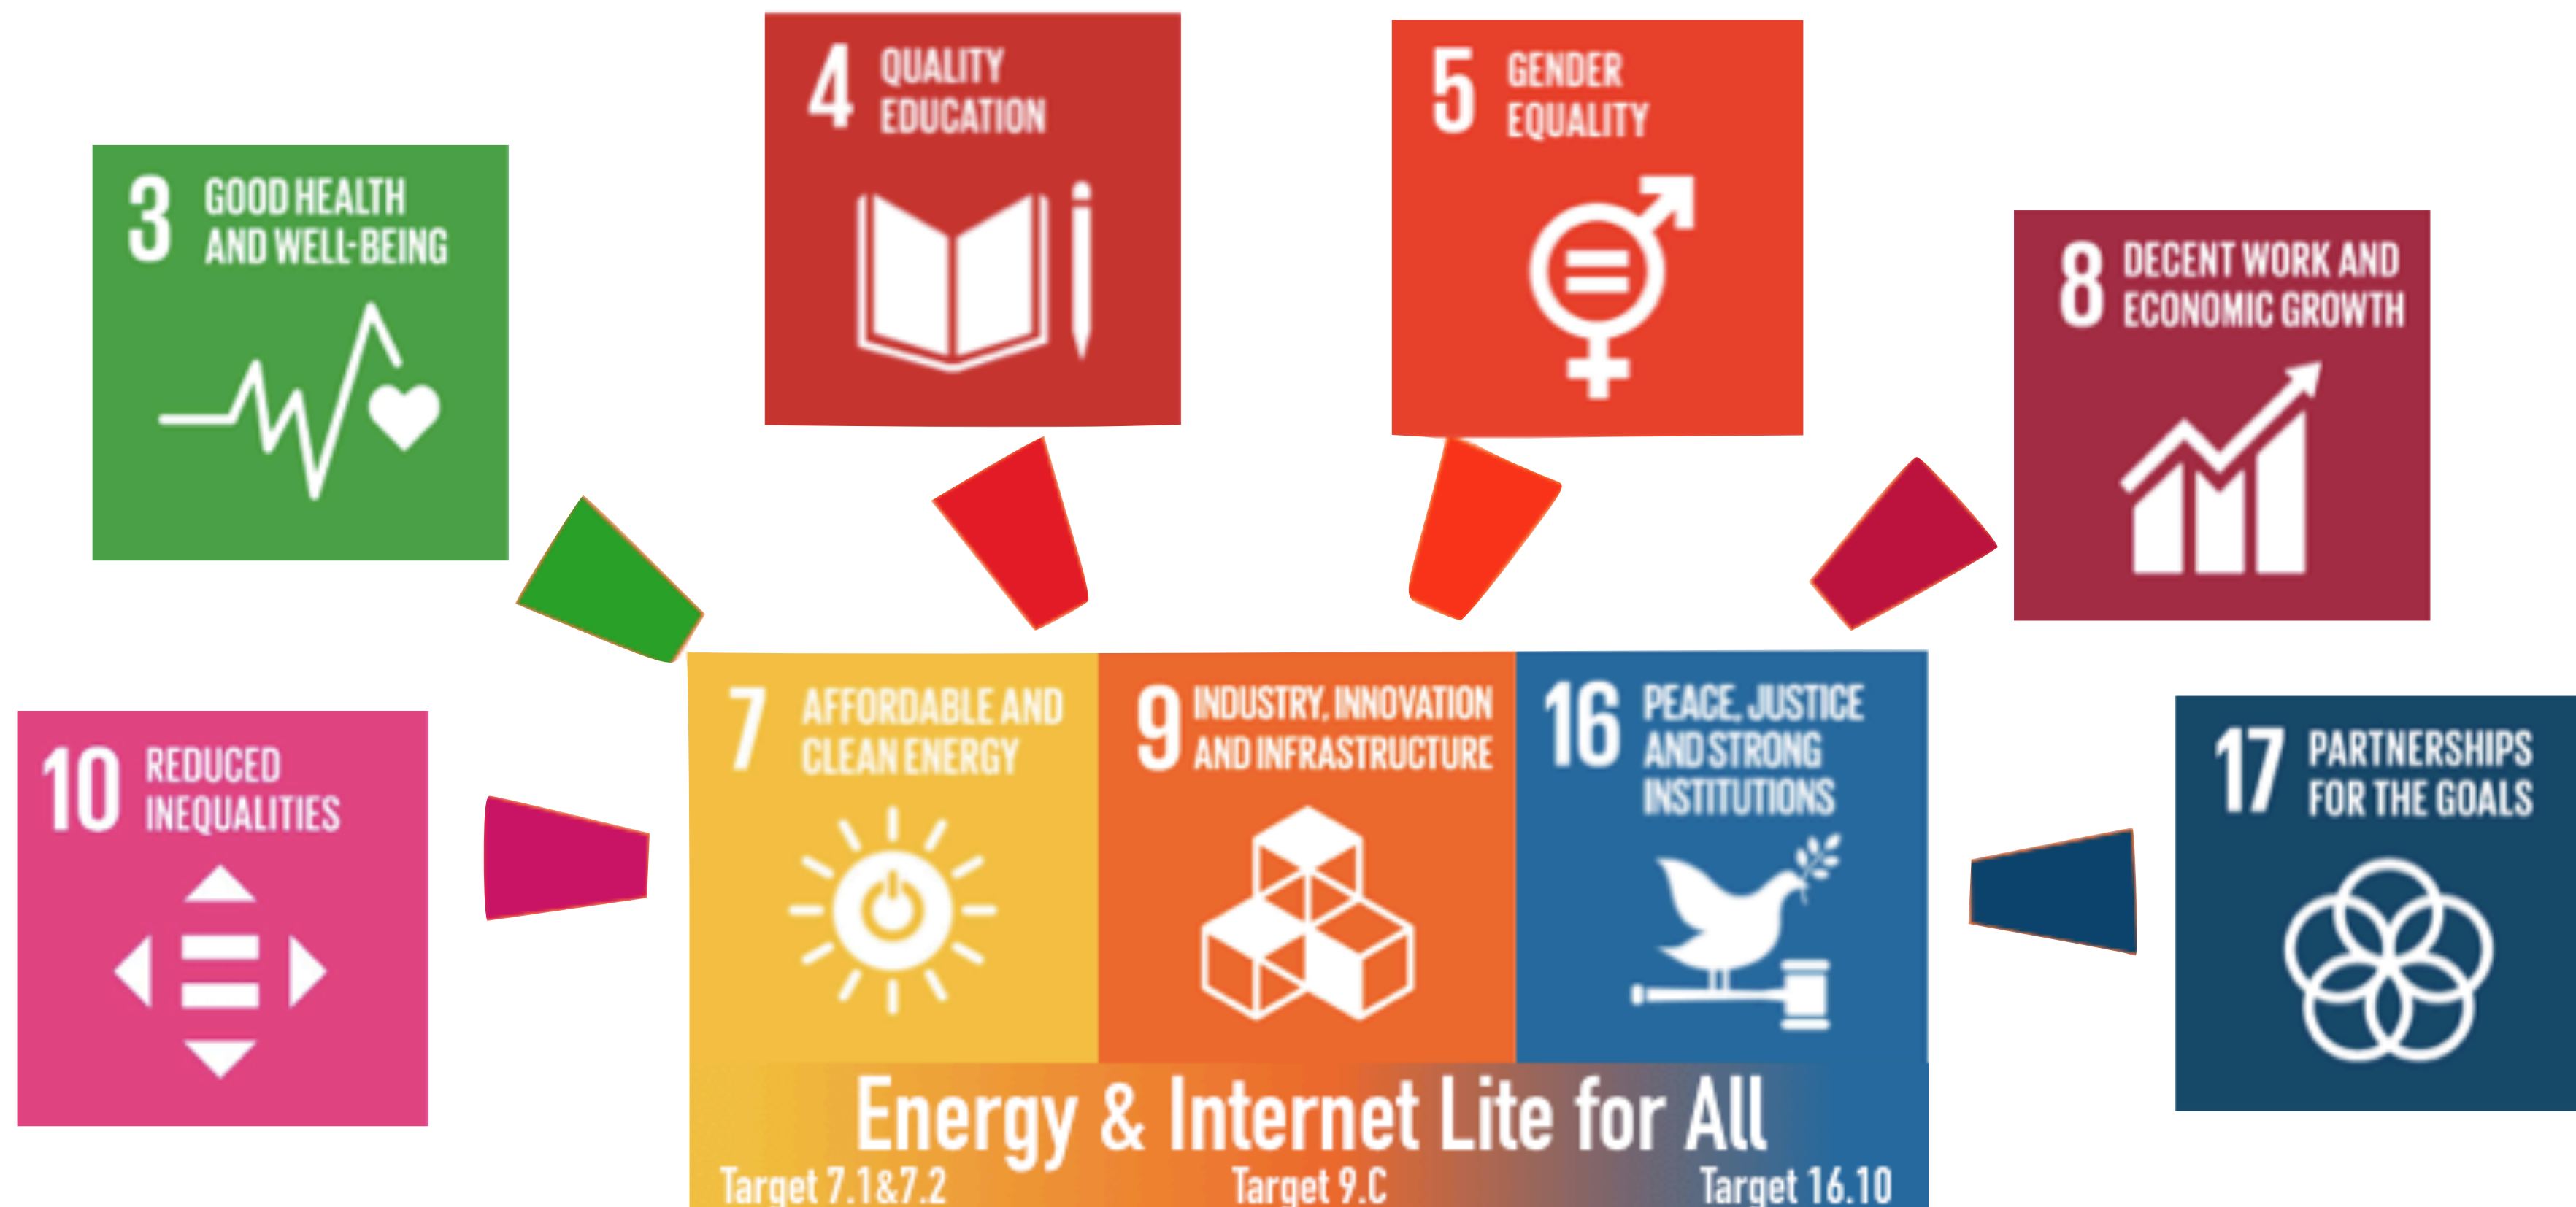 4 QUALITY
EDUCATION
5 GENDER
EQUALITY
3 GOOD HEALTH
AND WELL-BEING
8 DECENT WORK AND
ECONOMIC GROWTH
10 REDUCED
INEQUALITIES
7 AFFORDABLE AND
CLEAN ENERGY
9 INDUSTRY, INNOVATION
AND INFRASTRUCTURE
16 PEACE, JUSTICE
AND STRONG
INSTITUTIONS
17 PARTNERSHIPS
FOR THE GOALS
Energy & Internet Lite for All
Target 7.1&7.2
Target 9.C
Target 16.10